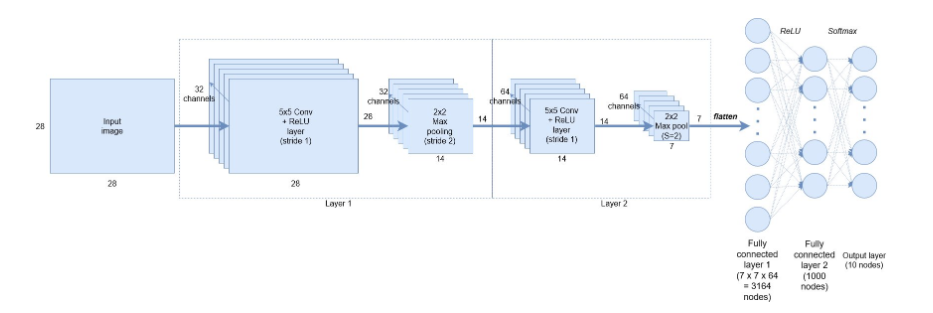 ReLU
Softmax
32
channels
32
channels
64
channels
64
channels
28
Input
image
28
5x5 Conv
+ ReLU
layer
(stride 1)
28
28
2x2
Max
pooling
(stride 2)
14
14
5x5 Conv
+ ReLU
layer
(stride 1)
14
14
2x2
Max pool
(S=2)
7
7
flatten
Layer 1
Layer 2
Fully
connected
layer 1
(7 x 7 x 64
= 3164
nodes)
Fully
connected
layer 2
(1000
nodes)
Output layer
(10 nodes)